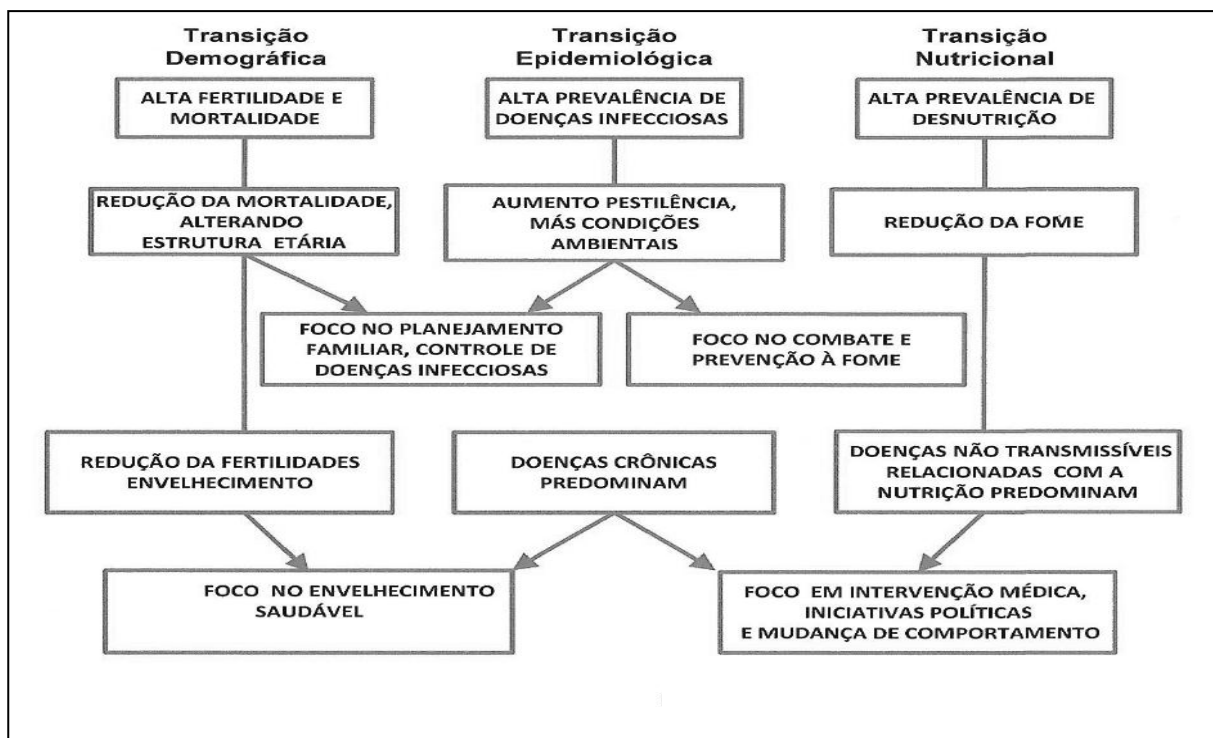 Transição
Demográfica
Transição
Epidemiológica
Transição
Nutricional
ALTA FERTILIDADE E
MORTALIDADE
ALTA PREVALÊNCIA DE
DOENÇAS INFECCIOSAS
ALTA PREVALÊNCIA DE
DESNUTRIÇÃO
REDUÇÃO DA MORTALIDADE,
ALTERANDO
ESTRUTURA ETÁRIA
AUMENTO PESTILÊNCIA,
MÁS CONDIÇÕES
AMBIENTAIS
REDUÇÃO DA FOME
FOCO NO PLANEJAMENTO
FAMILIAR, CONTROLE DE
DOENÇAS INFECCIOSAS
FOCO NO COMBATE E
PREVENÇÃO À FOME
REDUÇÃO DA FERTILIDADES
ENVELHECIMENTO
DOENÇAS CRÔNICAS
PREDOMINAM
DOENÇAS NÃO TRANSMISSÍVEIS
RELACIONADAS COM A
NUTRIÇÃO PREDOMINAM
FOCO NO ENVELHECIMENTO
SAUDÁVEL
FOCO EM INTERVENÇÃO MÉDICA,
INICIATIVAS POLÍTICAS
E MUDANÇA DE COMPORTAMENTO